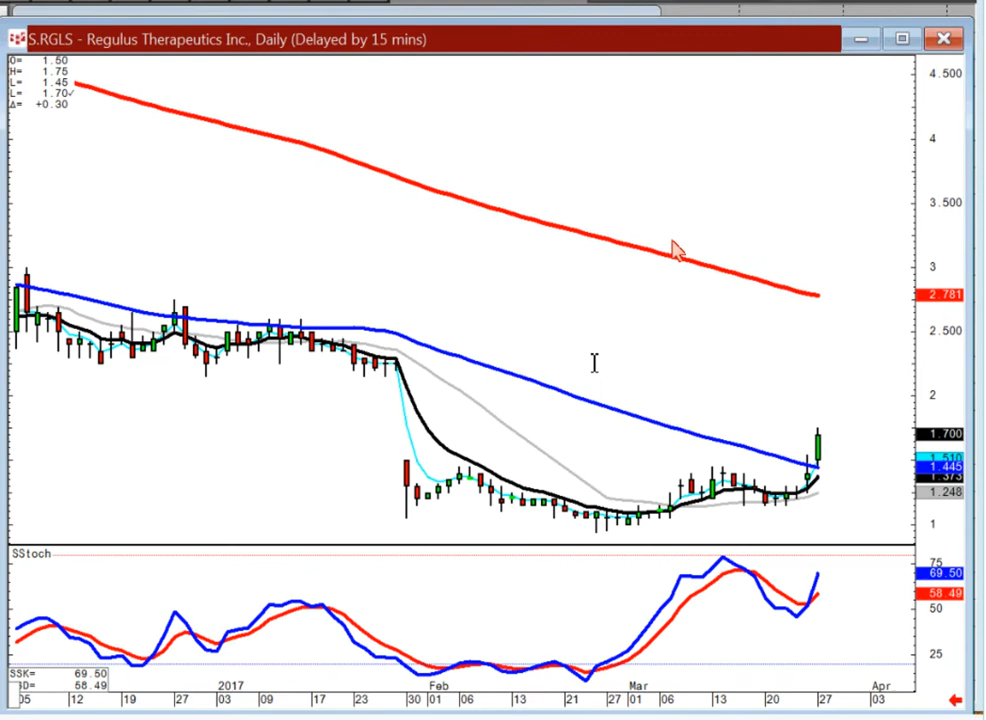 S.RGLS - Regulus Therapeutics Inc., Daily (Delayed by 15 mins)
O= 1.50
H= 1.75
L= 1.45
L= 1.70✓
Δ= +0.30
4.500
4
3.500
3
2.781
2.500
2
1.700
1.510
1.445
1.373
1.248
1
SStoch
75
69.50
58.49
50
25
SSK= 69.50
D= 58.49
2017 Feb Mar Apr
05 12 19 27 03 09 17 23 30 01 06 13 21 27 01 06 13 20 27 03